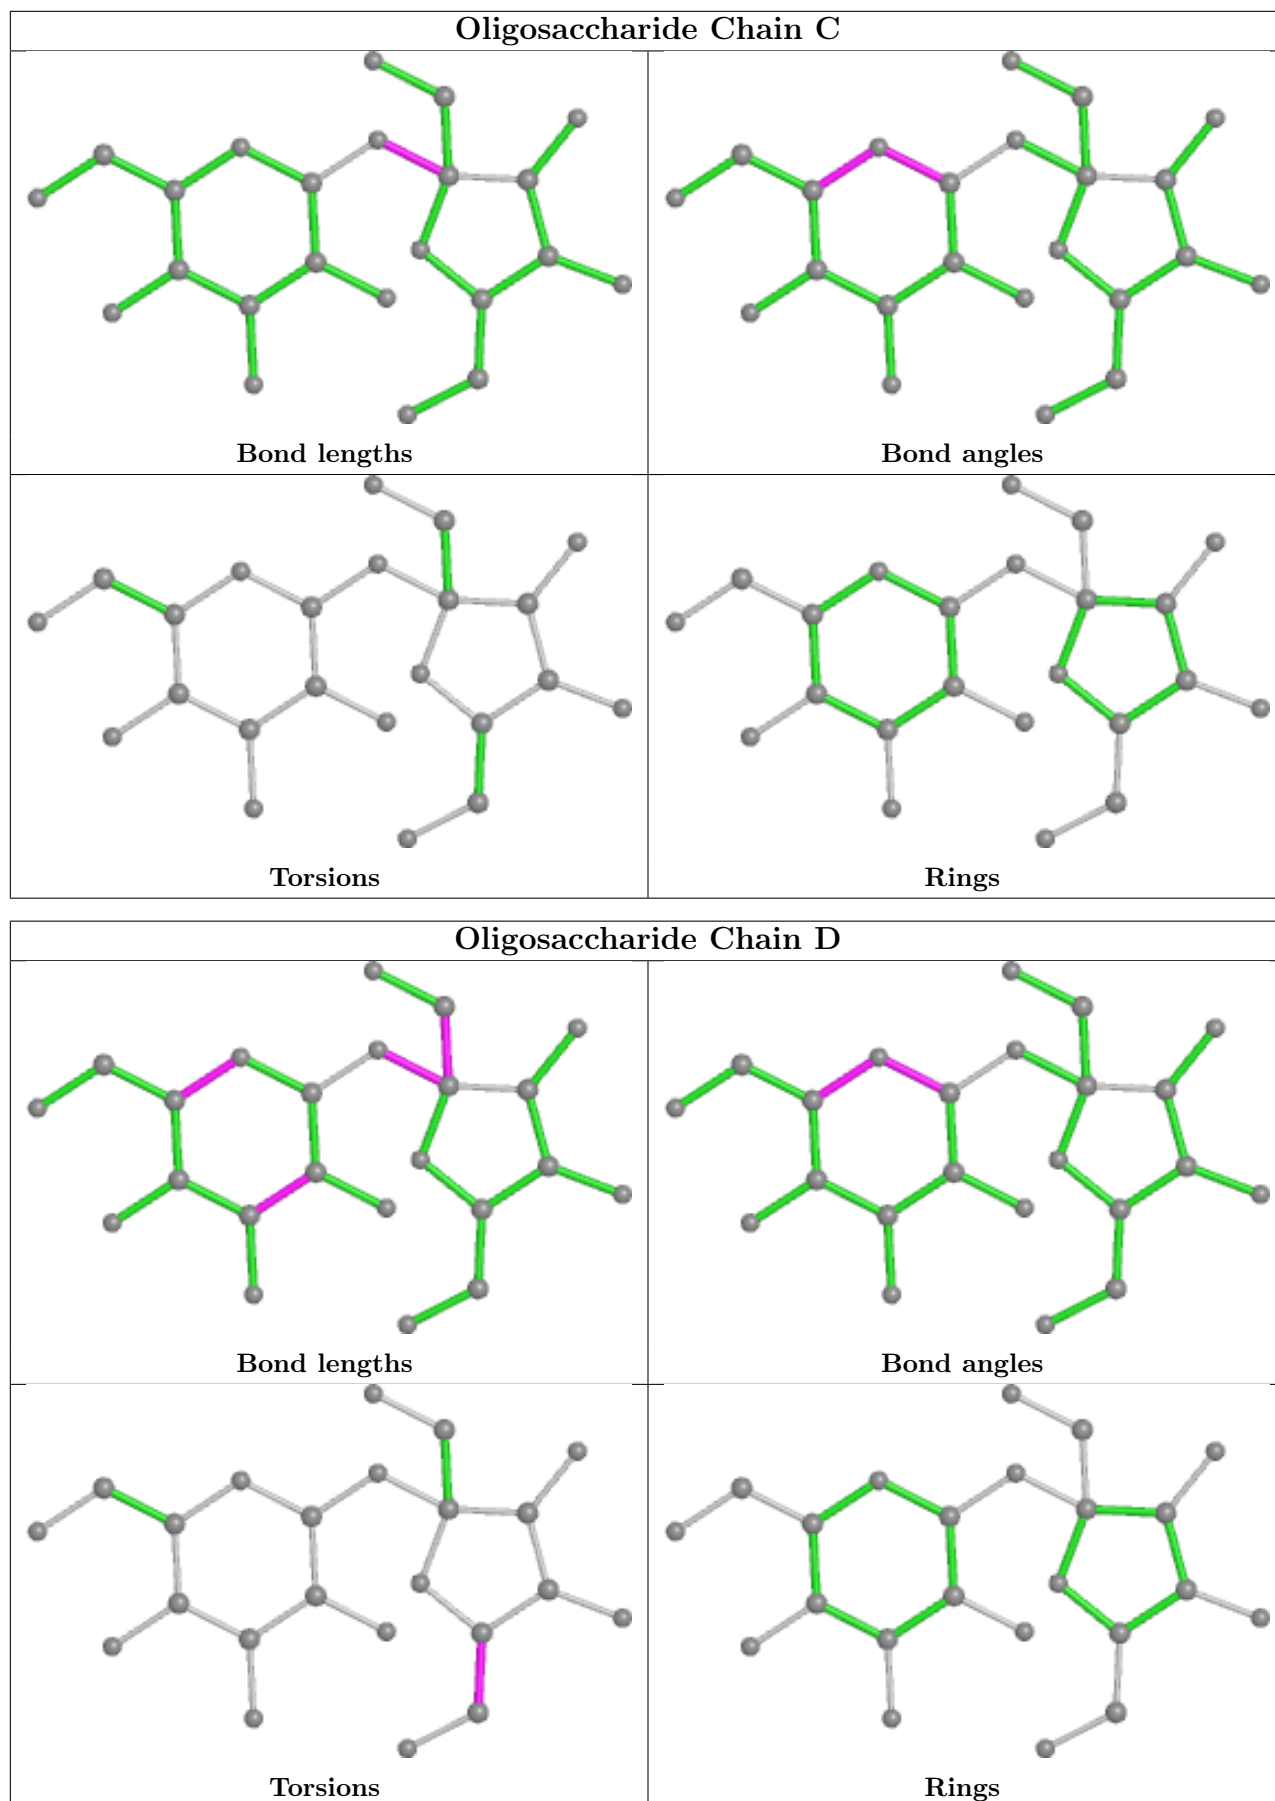 Oligosaccharide Chain C
Bond lengths
Bond angles
Torsions
Rings
Oligosaccharide Chain D
Bond lengths
Bond angles
Torsions
Rings